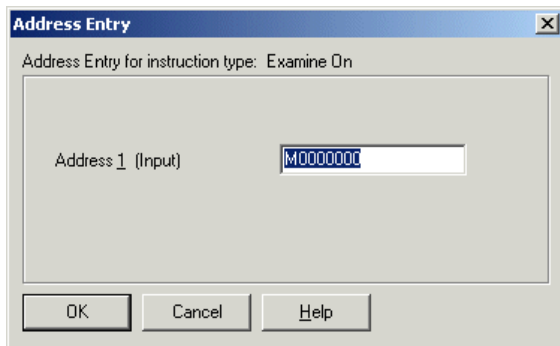 Address Entry
Address Entry for instruction type: Examine On
Address 1 (Input) M0000000
OK Cancel Help